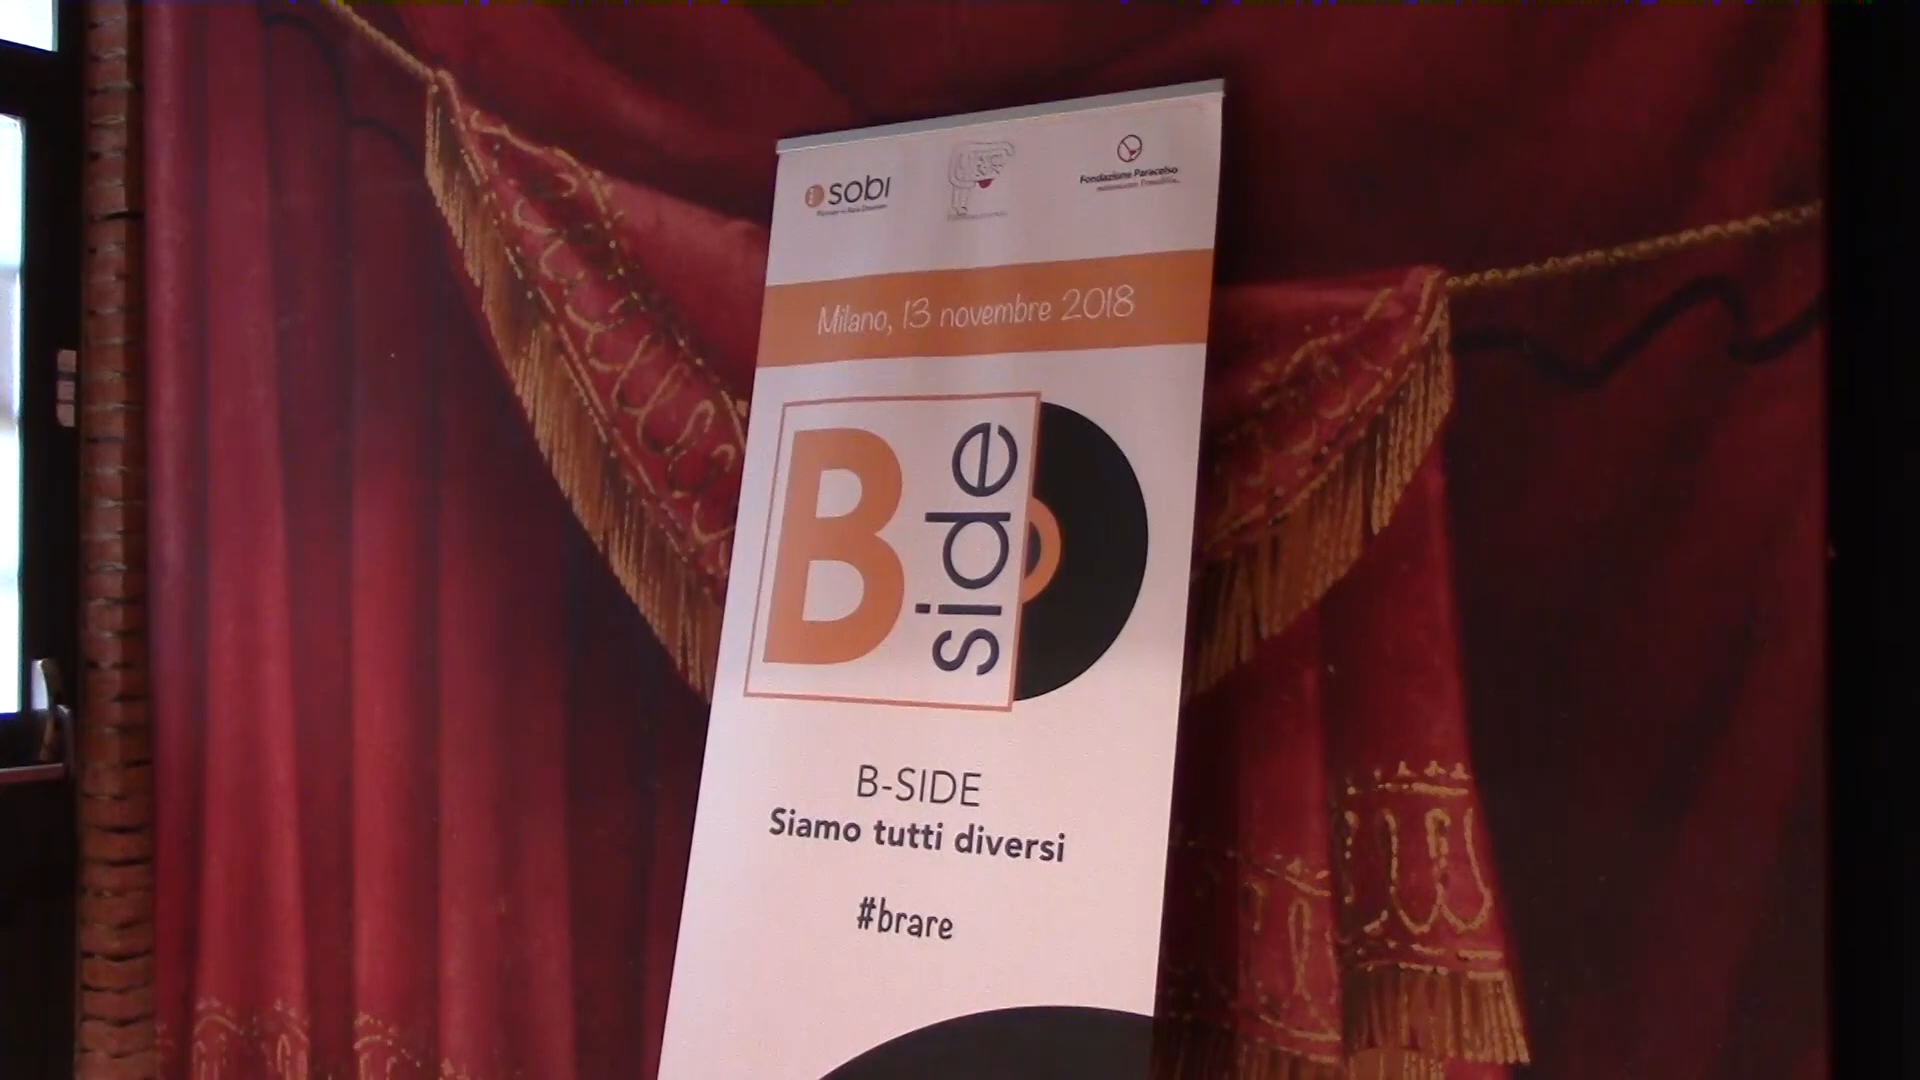 sobi
Fondazione Paracelso
Milano, 13 novembre 2018
B
side
B-SIDE
Siamo tutti diversi
#brare